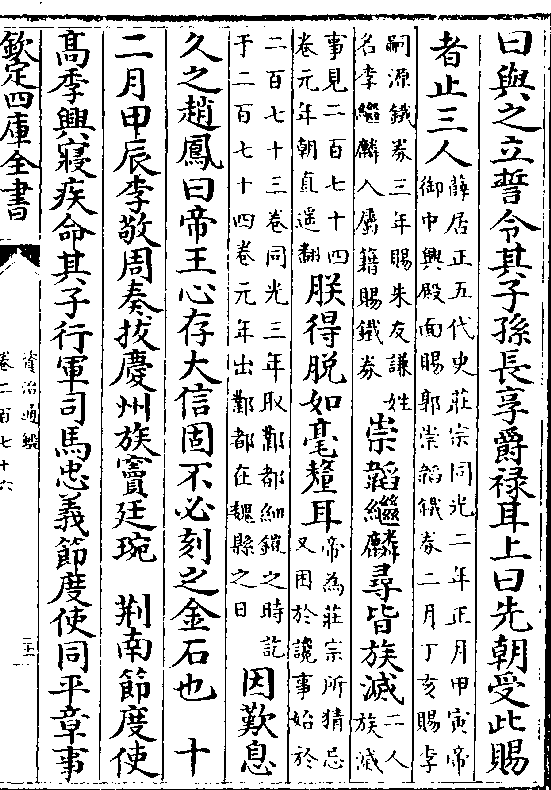 曰與之立誓令其子孫長享爵禄耳上曰先朝受此賜
者止三人
薛居正五代史莊宗同光二年正月甲寅帝
御中興殿面賜郭崇韜鐵券二月丁亥賜李
嗣源鐵券三年賜朱友謙姓
名李繼麟入屬籍賜鐵券
崇韜繼麟尋皆族滅
二人
族滅
事見二百七十四
卷元年朝直遥翻
朕得脱如毫釐耳
帝為莊宗所猜忌
又困於讒事始於
二百七十三卷同光三年取鄴都細鎧之時訖
于二百七十四卷元年出鄴都在魏縣之日
因歎息
久之趙鳳曰帝王心存大信固不必刻之金石也　十
二月甲辰李敬周奏拔慶州族竇廷琬　荆南節度使
髙季興寢疾命其子行軍司馬忠義節度使同平章事
欽定四庫全書
資治通鑑
卷二百七十六